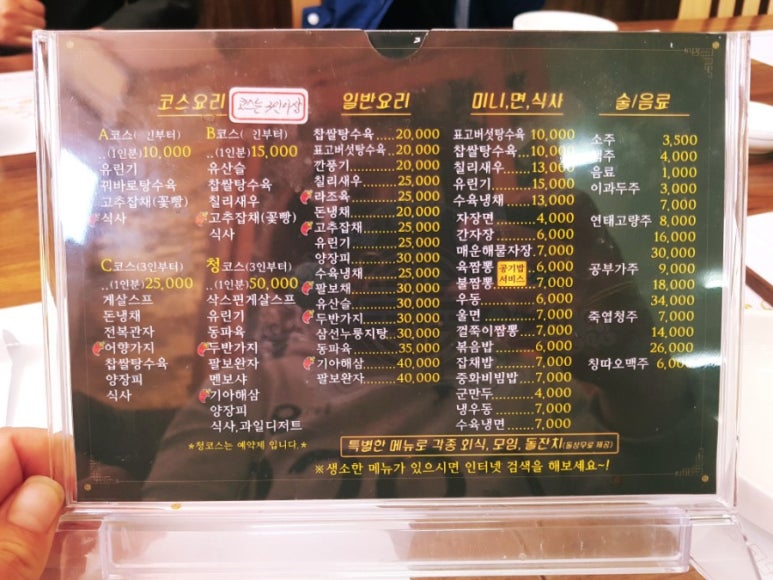 코스요리
코스는 3인이상
A코스( 인부터)
..(1인분)10,000
유린기
꿔바로탕수육
고추잡채(꽃빵)
식사
B코스( 인부터)
..(1인분)15,000
유산슬
찹쌀탕수육
칠리새우
고추잡채(꽃빵)
식사
C코스(3인부터)
..(1인분)25,000
게살스프
돈냉채
전복관자
어향가지
찹쌀탕수육
양장피
식사
청코스(3인부터)
..(1인분)50,000
삭스핀게살스프
유린기
동파육
두반가지
팔보완자
멘보샤
기아해삼
양장피
식사,과일디저트
*청코스는 예약제 입니다.*
일반요리
찹쌀탕수육.....20,000
표고버섯탕수육..20,000
깐풍기..........20,000
칠리새우........25,000
라조육..........25,000
돈냉채..........20,000
고추잡채........25,000
유린기..........25,000
양장피..........30,000
수육냉채........25,000
팔보채..........30,000
유산슬..........30,000
두반가지........30,000
삼선누룽지탕....30,000
동파육..........35,000
기아해삼........40,000
팔보완자........40,000
미니,면,식사
표고버섯탕수육 10,000
찹쌀탕수육.....10,000
칠리새우.......13,000
유린기.........15,000
수육냉채.......13,000
자장면.........4,000
간자장.........6,000
매운해물자장...7,000
육짬뽕 공기밥 서비스 6,000
불짬뽕 7,000
우동...........6,000
울면...........7,000
걸쭉이짬뽕.....7,000
볶음밥.........6,000
잡채밥.........7,000
중화비빔밥.....7,000
군만두.........4,000
냉우동.........7,000
수육냉면.......7,000
술/음료
소주 3,500
맥주 4,000
음료 1,000
이과두주 3,000
7,000
연태고량주 8,000
16,000
30,000
공부가주 9,000
18,000
34,000
죽엽청주 7,000
14,000
26,000
칭따오맥주 6,000
특별한 메뉴로 각종 회식, 모임, 돌잔치(돌상무료 제공)
※생소한 메뉴가 있으시면 인터넷 검색을 해보세요~!